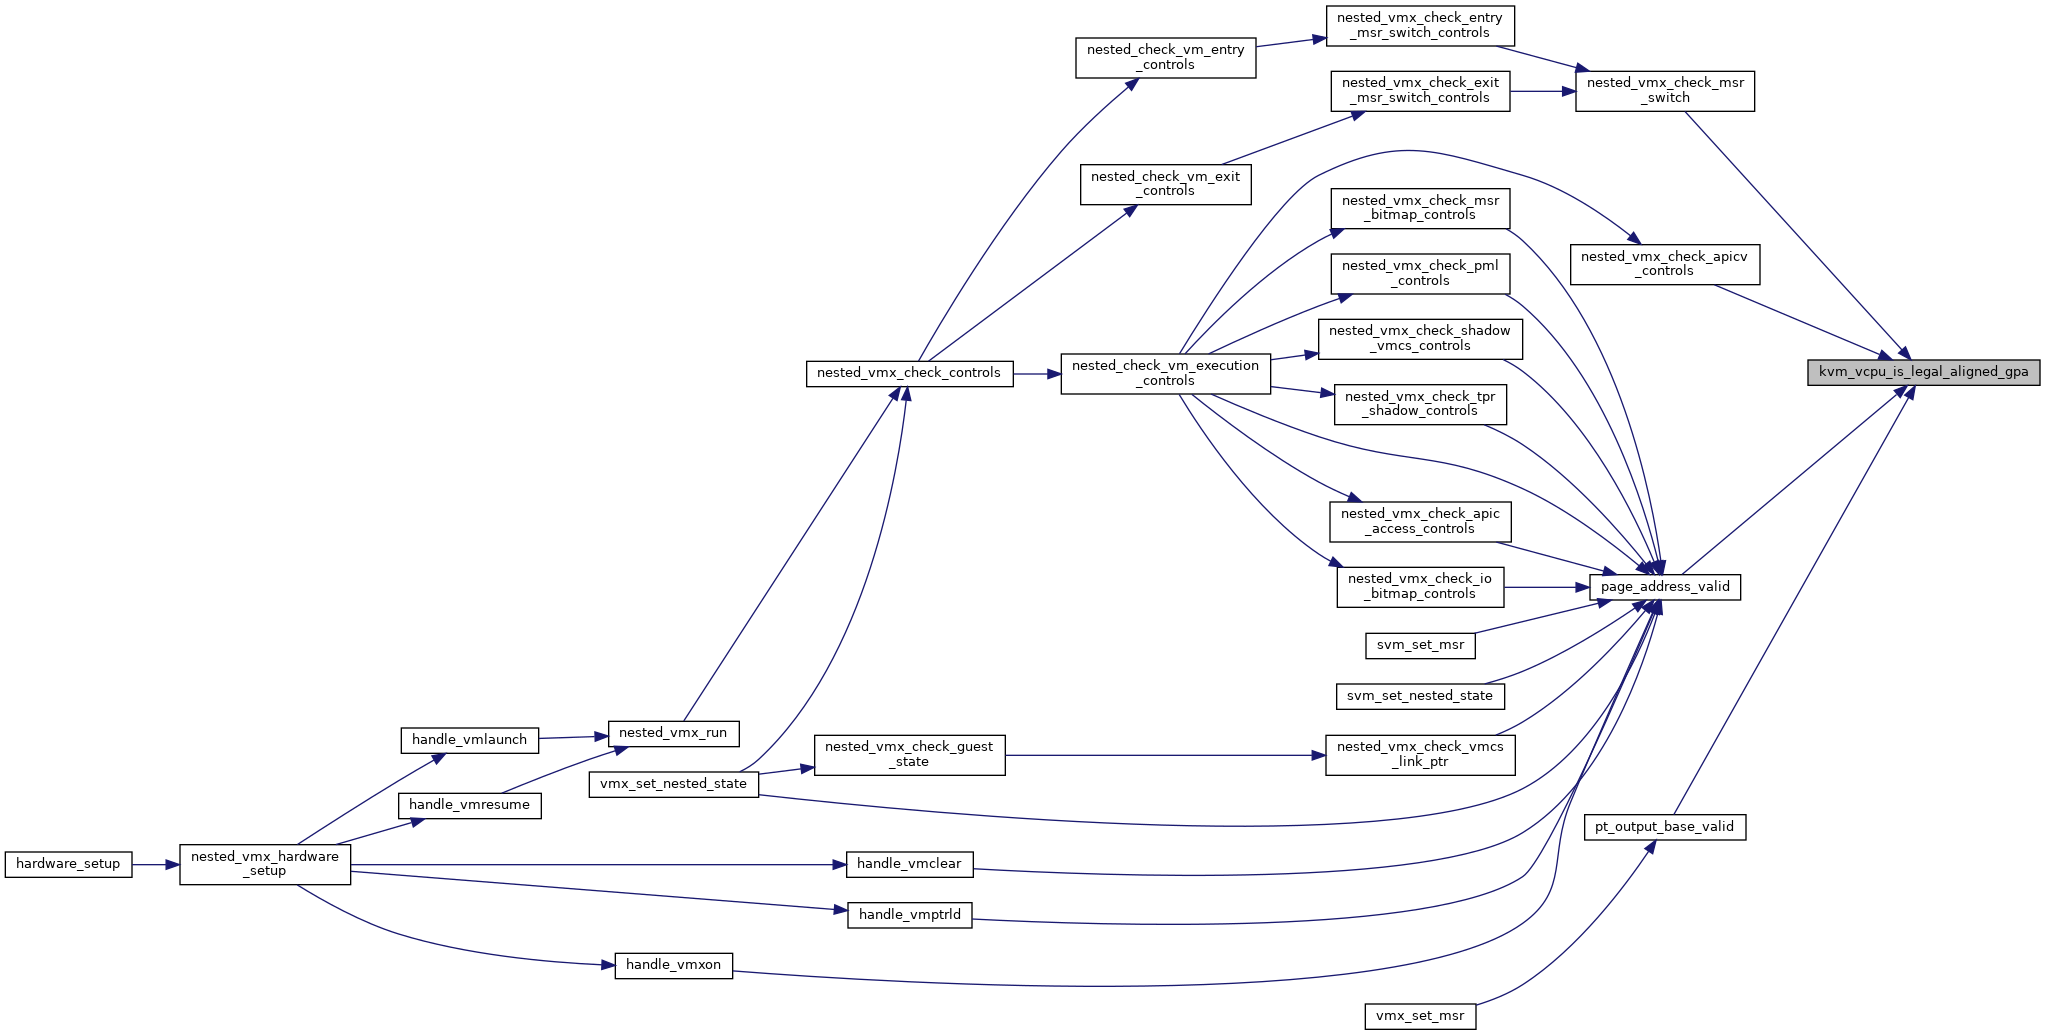 nested_vmx_check_entry
_msr_switch_controls
nested_check_vm_entry
_controls
nested_vmx_check_exit
_msr_switch_controls
nested_vmx_check_msr
_switch
nested_check_vm_exit
_controls
nested_vmx_check_msr
_bitmap_controls
nested_vmx_check_apicv
_controls
nested_vmx_check_pml
_controls
nested_vmx_check_shadow
_vmcs_controls
nested_vmx_check_controls
nested_check_vm_execution
_controls
kvm_vcpu_is_legal_aligned_gpa
nested_vmx_check_tpr
_shadow_controls
nested_vmx_check_apic
_access_controls
nested_vmx_check_io
_bitmap_controls
page_address_valid
svm_set_msr
svm_set_nested_state
handle_vmlaunch
nested_vmx_run
nested_vmx_check_guest
_state
nested_vmx_check_vmcs
_link_ptr
vmx_set_nested_state
handle_vmresume
pt_output_base_valid
hardware_setup
nested_vmx_hardware
_setup
handle_vmclear
handle_vmptrld
handle_vmxon
vmx_set_msr